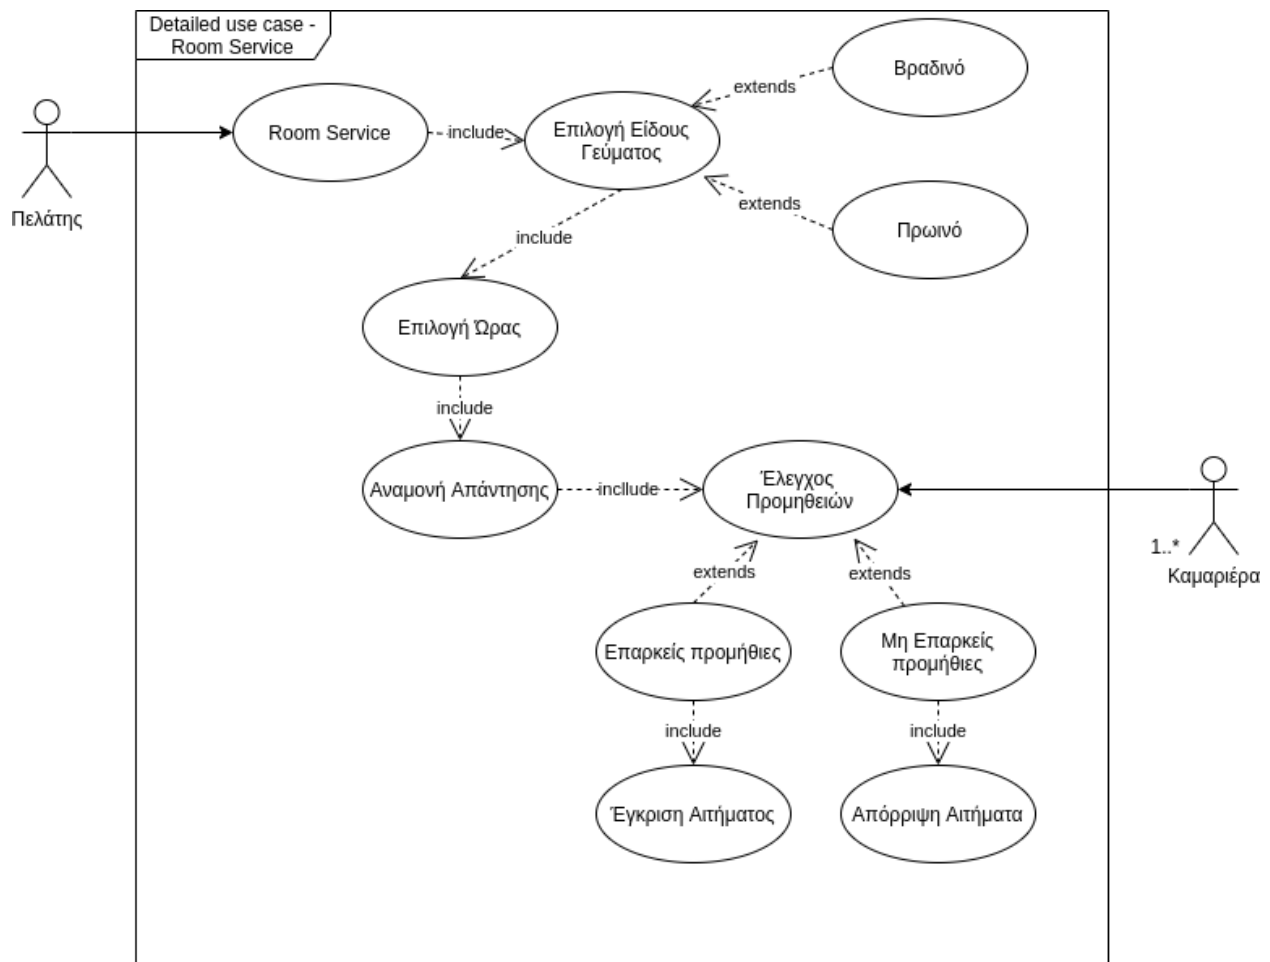 Detailed use case -
Room Service
Βραδινό
extends
Επιλογή Είδους
Γεύματος
Room Service
include
Πελάτης
extends
Πρωινό
include
Επιλογή Ώρας
include
Αναμονή Απάντησης
incllude
Έλεγχος
Προμηθειών
1..*
Καμαριέρα
extends
extends
Επαρκείς προμήθιες
Μη Επαρκείς
προμήθιες
include
include
Έγκριση Αιτήματος
Απόρριψη Αιτήματα